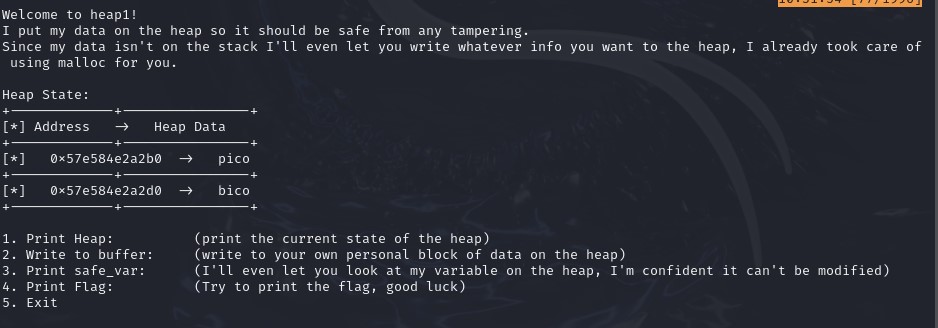 Welcome to heap1!
I put my data on the heap so it should be safe from any tampering.
Since my data isn't on the stack I'll even let you write whatever info you want to the heap, I already took care of
using malloc for you.
Heap State:
+-------------+----------------+
[*] Address   →   Heap Data
+-------------+----------------+
[*]   0x57e584e2a2b0  →   pico
+-------------+----------------+
[*]   0x57e584e2a2d0  →   bico
+-------------+----------------+
1. Print Heap:          (print the current state of the heap)
2. Write to buffer:     (write to your own personal block of data on the heap)
3. Print safe_var:      (I'll even let you look at my variable on the heap, I'm confident it can't be modified)
4. Print Flag:          (Try to print the flag, good luck)
5. Exit